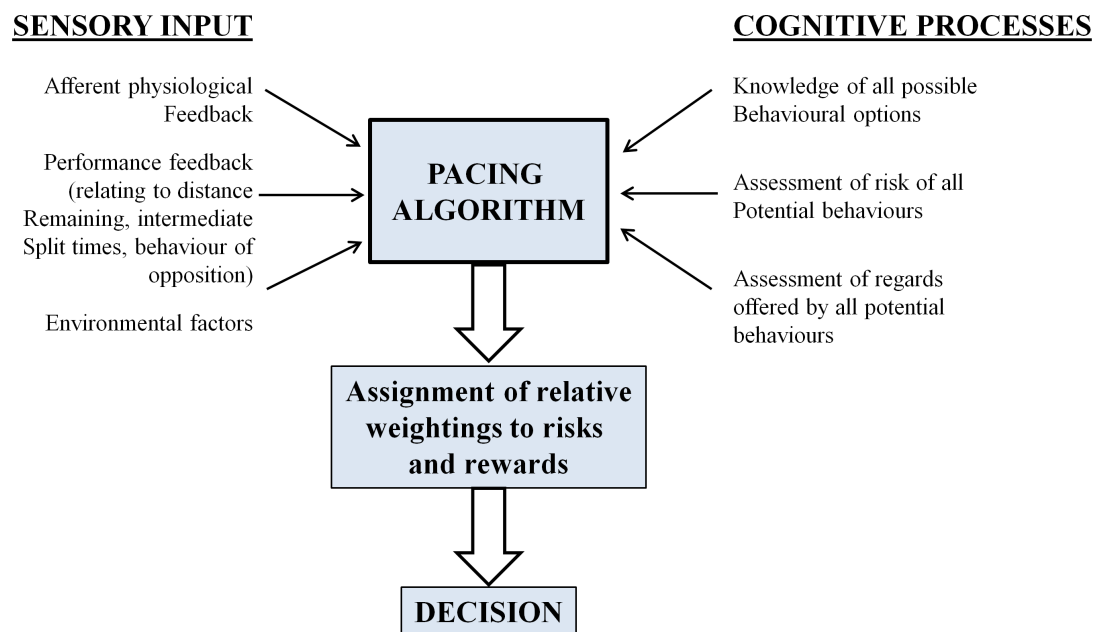 SENSORY INPUT
Afferent physiological
Feedback
Performance feedback
(relating to distance
Remaining, intermediate
Split times, behaviour of
opposition)
Environmental factors
PACING
ALGORITHM
COGNITIVE PROCESSES
Knowledge of all possible
Behavioural options
Assessment of risk of all
Potential behaviours
Assessment of regards
offered by all potential
behaviours
Assignment of relative
weightings to risks
and rewards
DECISION